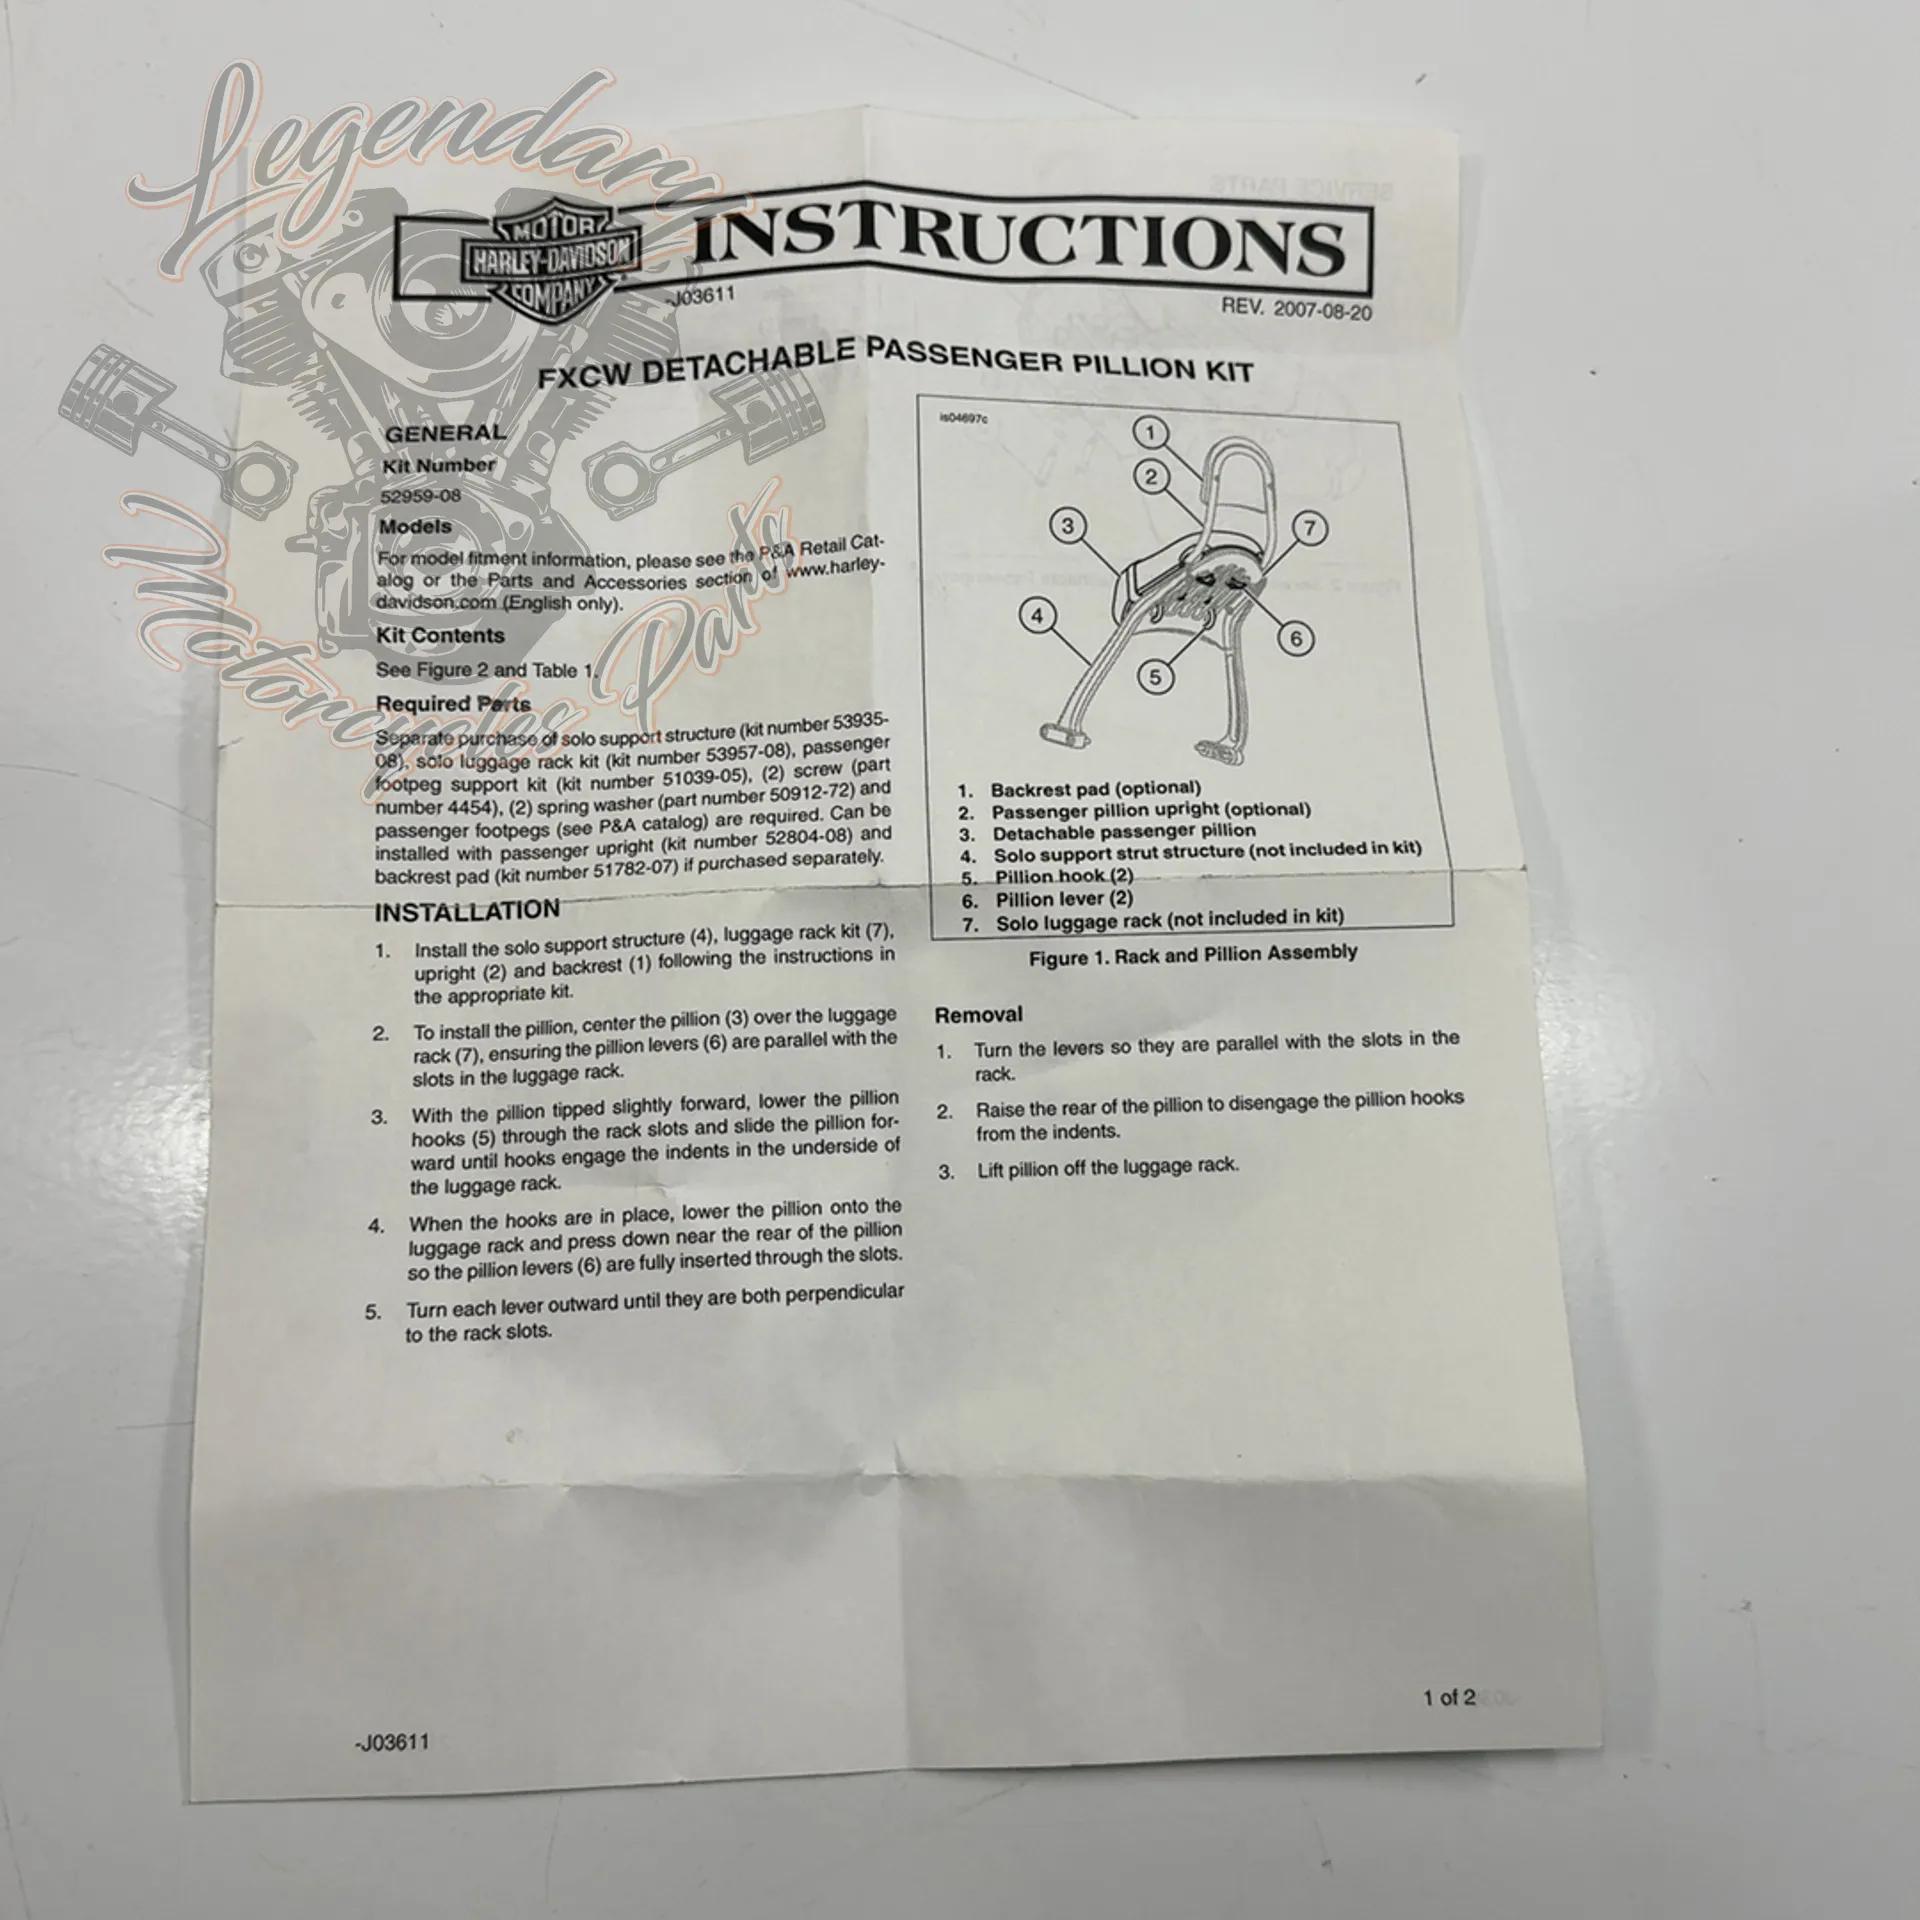 Legendary
Motorcycles Parts
MOTOR
HARLEY-DAVIDSON
COMPANY
INSTRUCTIONS
-J03611
REV. 2007-08-20
FXCW DETACHABLE PASSENGER PILLION KIT
GENERAL
Kit Number
52959-08
Models
For model fitment information, please see the P&A Retail Cat-
alog or the Parts and Accessories section of www.harley-
davidson.com (English only).
Kit Contents
See Figure 2 and Table 1.
Required Parts
Separate purchase of solo support structure (kit number 53935-
08), solo luggage rack kit (kit number 53957-08), passenger
footpeg support kit (kit number 51039-05), (2) screw (part
number 4454), (2) spring washer (part number 50912-72) and
passenger footpegs (see P&A catalog) are required. Can be
installed with passenger upright (kit number 52804-08) and
backrest pad (kit number 51782-07) if purchased separately.
INSTALLATION
1. Install the solo support structure (4), luggage rack kit (7),
upright (2) and backrest (1) following the instructions in
the appropriate kit.
2. To install the pillion, center the pillion (3) over the luggage
rack (7), ensuring the pillion levers (6) are parallel with the
slots in the luggage rack.
3. With the pillion tipped slightly forward, lower the pillion
hooks (5) through the rack slots and slide the pillion for-
ward until hooks engage the indents in the underside of
the luggage rack.
4. When the hooks are in place, lower the pillion onto the
luggage rack and press down near the rear of the pillion
so the pillion levers (6) are fully inserted through the slots.
5. Turn each lever outward until they are both perpendicular
to the rack slots.
is04697c
1
2
3
7
4
6
5
1. Backrest pad (optional)
2. Passenger pillion upright (optional)
3. Detachable passenger pillion
4. Solo support strut structure (not included in kit)
5. Pillion hook (2)
6. Pillion lever (2)
7. Solo luggage rack (not included in kit)
Figure 1. Rack and Pillion Assembly
Removal
1. Turn the levers so they are parallel with the slots in the
rack.
2. Raise the rear of the pillion to disengage the pillion hooks
from the indents.
3. Lift pillion off the luggage rack.
-J03611
1 of 2